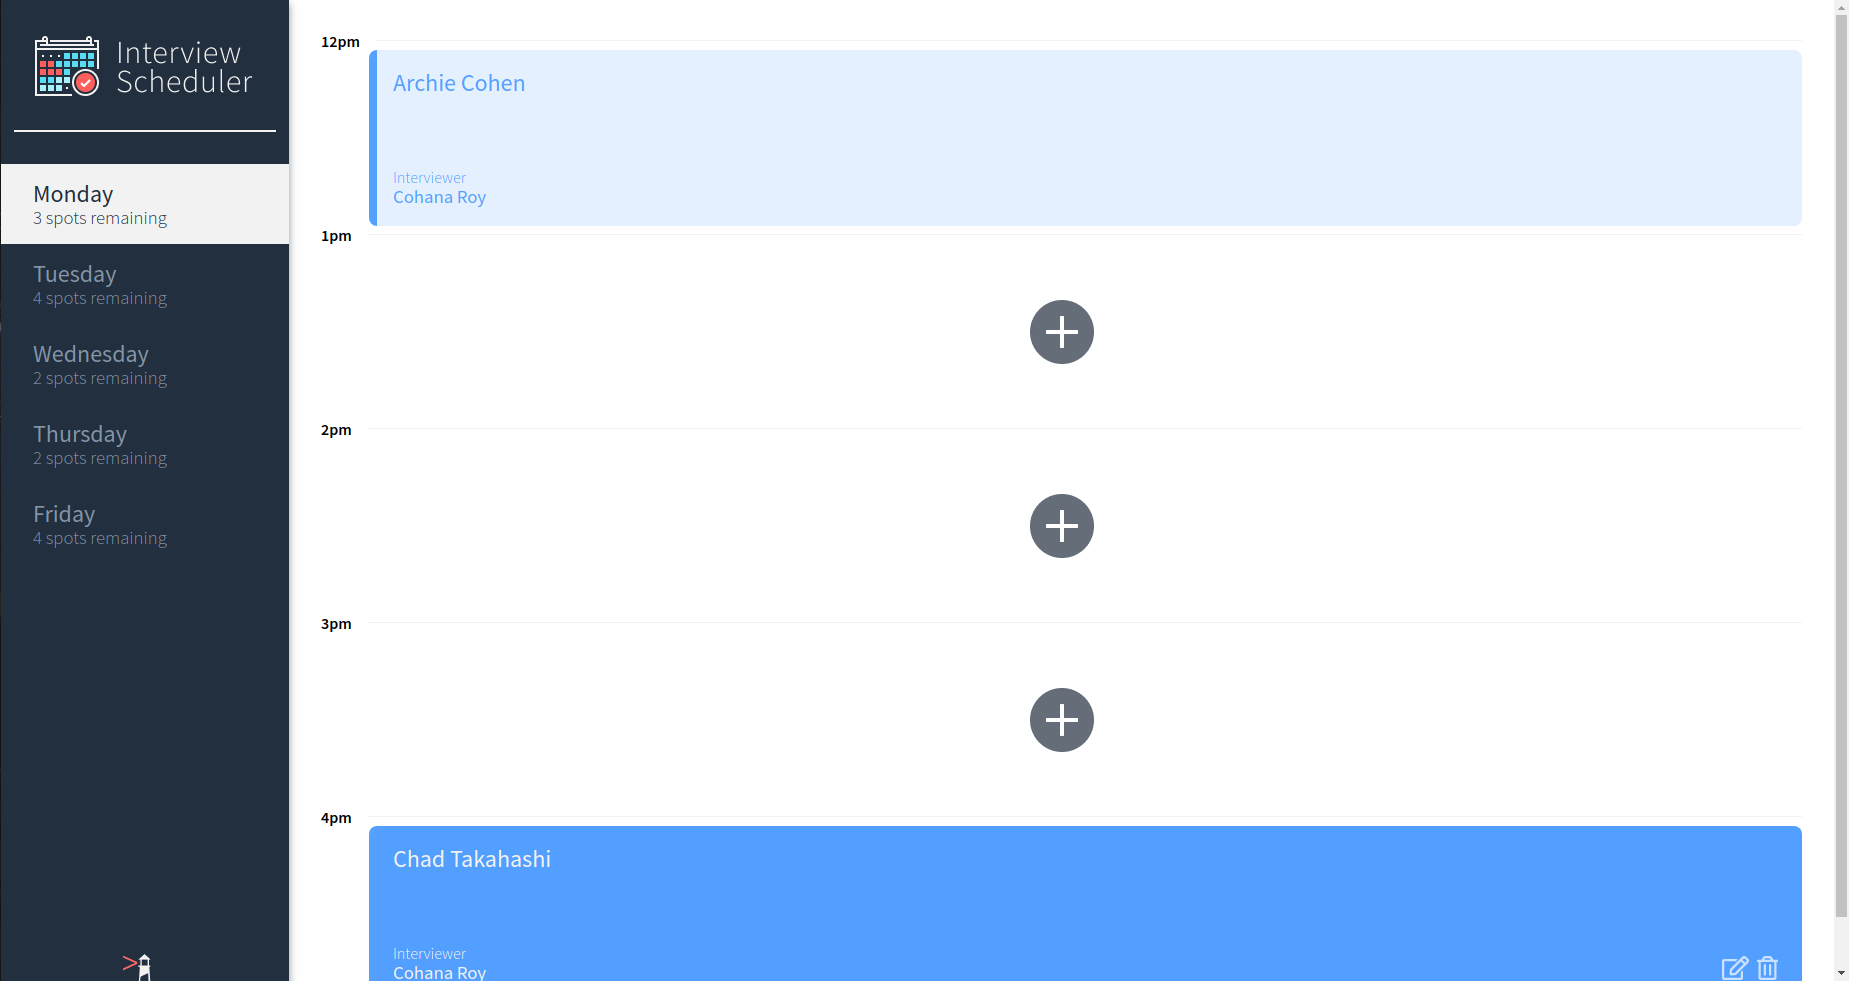 Interview
Scheduler
Monday
3 spots remaining
Tuesday
4 spots remaining
Wednesday
2 spots remaining
Thursday
2 spots remaining
Friday
4 spots remaining
12pm
Archie Cohen
Interviewer
Cohana Roy
1pm
2pm
3pm
4pm
Chad Takahashi
Interviewer
Cohana Roy